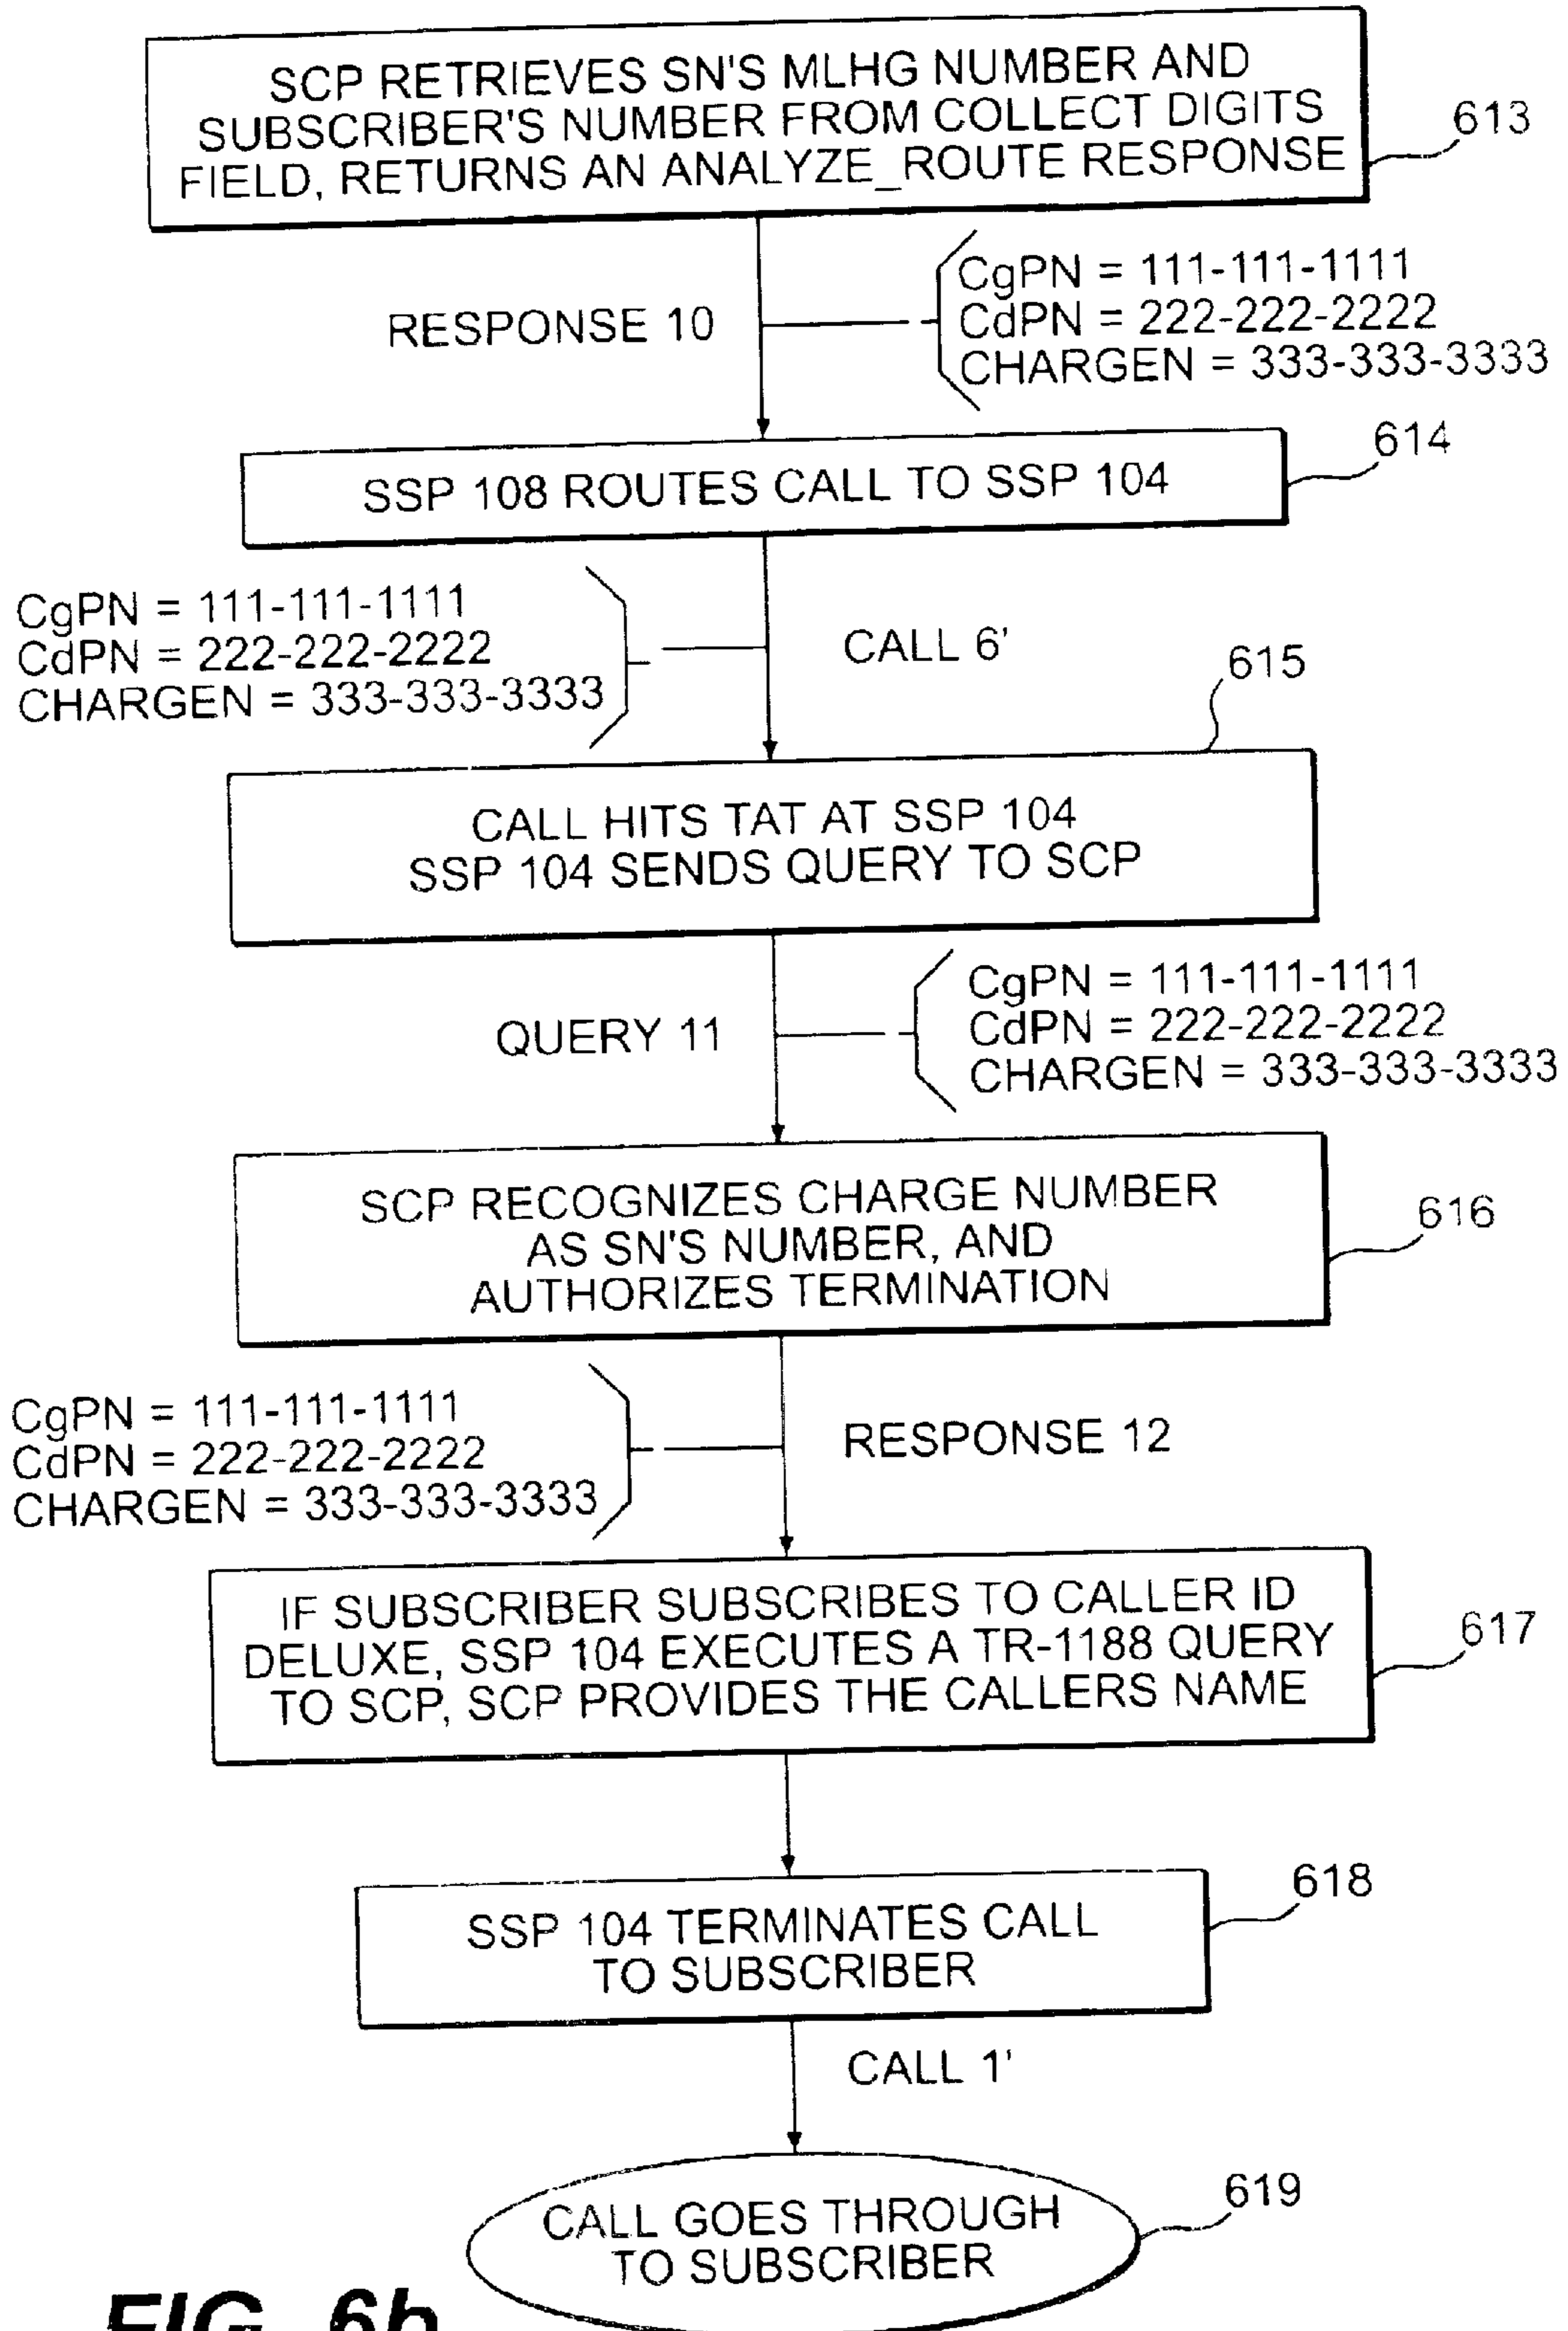 SCP RETRIEVES SN'S MLHG NUMBER AND
SUBSCRIBER'S NUMBER FROM COLLECT DIGITS
FIELD, RETURNS AN ANALYZE_ROUTE RESPONSE
613
RESPONSE 10
CgPN = 111-111-1111
CdPN = 222-222-2222
CHARGEN = 333-333-3333
614
SSP 108 ROUTES CALL TO SSP 104
CgPN = 111-111-1111
CdPN = 222-222-2222
CHARGEN = 333-333-3333
CALL 6'
615
CALL HITS TAT AT SSP 104
SSP 104 SENDS QUERY TO SCP
QUERY 11
CgPN = 111-111-1111
CdPN = 222-222-2222
CHARGEN = 333-333-3333
SCP RECOGNIZES CHARGE NUMBER
AS SN'S NUMBER, AND
AUTHORIZES TERMINATION
616
CgPN = 111-111-1111
CdPN = 222-222-2222
CHARGEN = 333-333-3333
RESPONSE 12
IF SUBSCRIBER SUBSCRIBES TO CALLER ID
DELUXE, SSP 104 EXECUTES A TR-1188 QUERY
TO SCP, SCP PROVIDES THE CALLERS NAME
617
618
SSP 104 TERMINATES CALL
TO SUBSCRIBER
CALL 1'
619
CALL GOES THROUGH
TO SUBSCRIBER
FIG. 6b